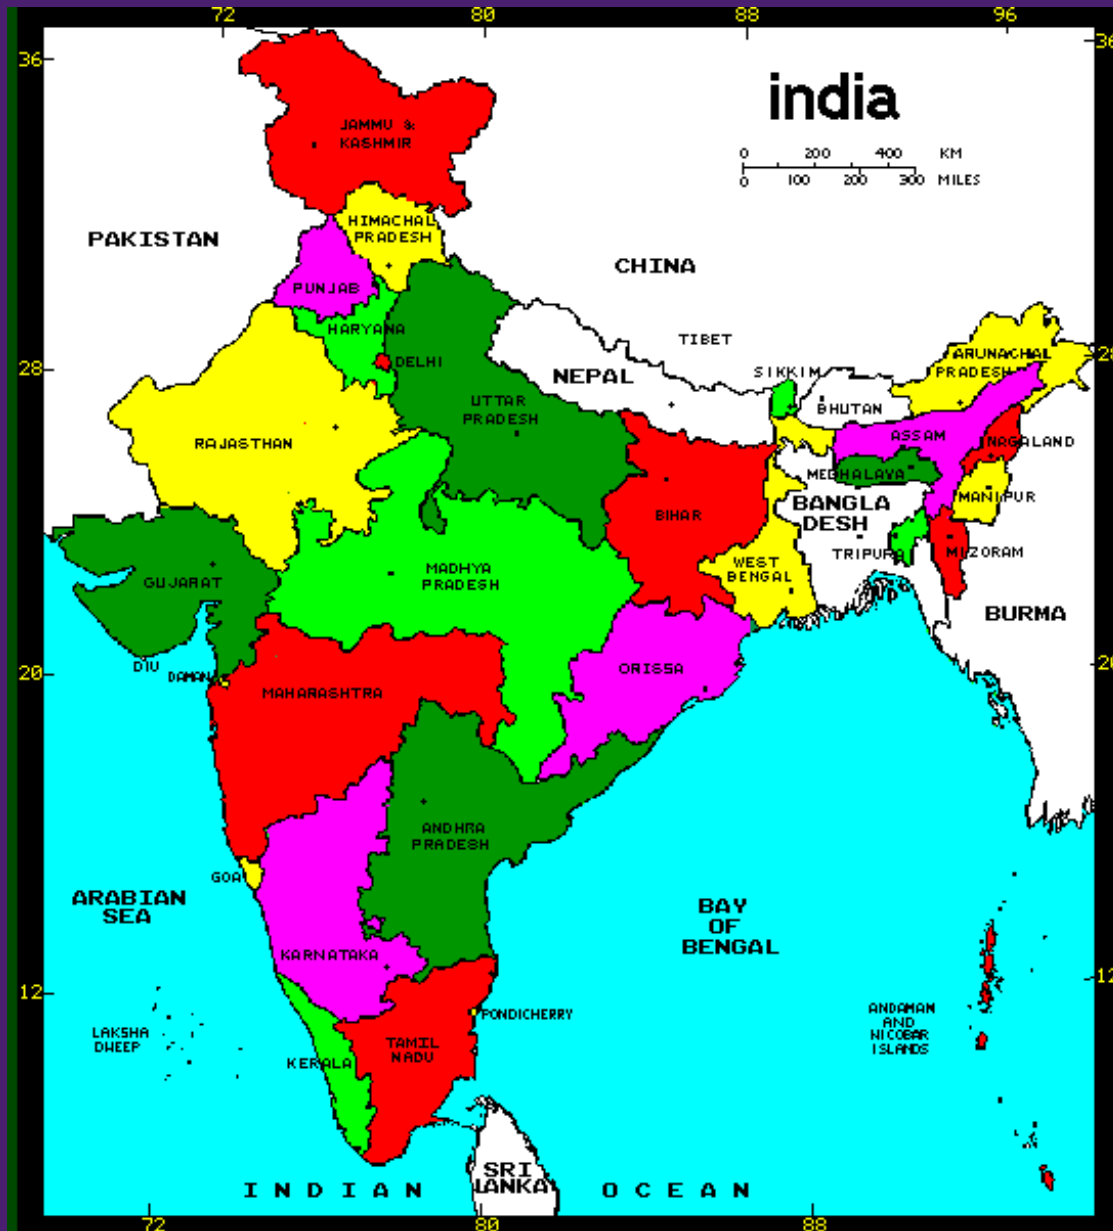 72 80 88 96
36 36
india
JAMMU &
KASHMIR
0 200 400 KM
0 100 200 300 MILES
HIMACHAL
PRADESH
PAKISTAN
CHINA
PUNJAB
HARYANA
TIBET
DELHI
28 28
NEPAL
SIKKIM
ARUNACHAL
PRADESH
BHUTAN
UTTAR
PRADESH
RAJASTHAN
ASSAM
NAGALAND
MEGHALAYA
BANGLA
DESH
MANIPUR
BIHAR
TRIPURA
MIZORAM
WEST
BENGAL
MADHYA
PRADESH
GUJARAT
BURMA
DIU
DAMAN
20 20
ORISSA
MAHARASHTRA
ANDHRA
PRADESH
GOA
ARABIAN
SEA
BAY
OF
BENGAL
KARNATAKA
12 12
PONDICHERRY
ANDAMAN
AND
NICOBAR
ISLANDS
LAKSHA
DWEEP
TAMIL
NADU
KERALA
SRI
LANKA
INDIAN OCEAN
72 80 88